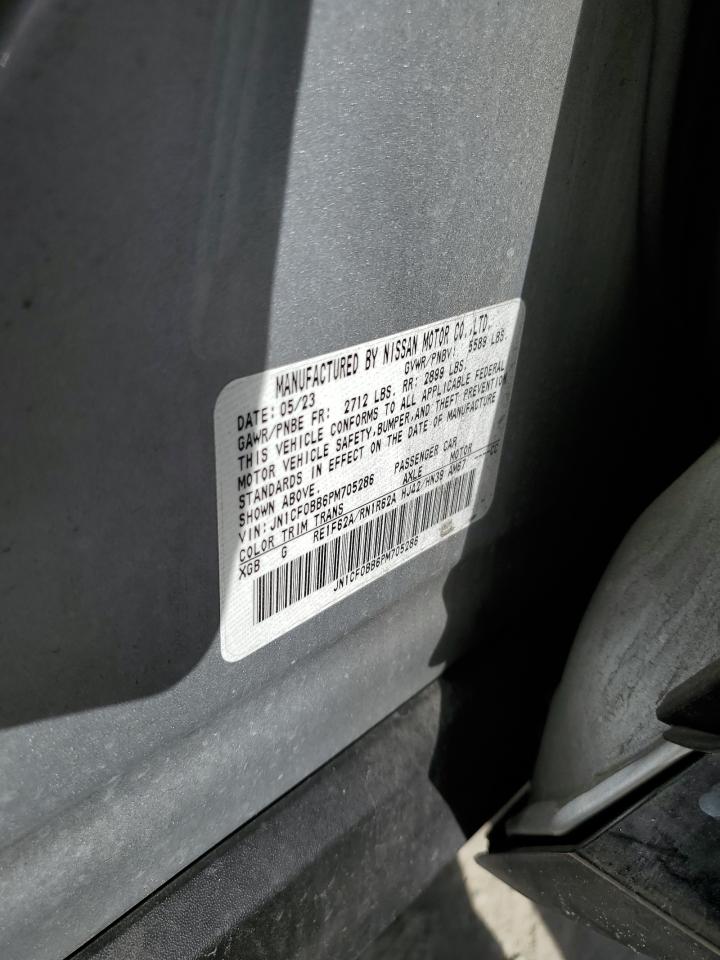 MANUFACTURED BY NISSAN MOTOR CO.,LTD.
DATE: 05/23 GVWR/PNBV: 5589 LBS.
GAWR/PNBE FR: 2712 LBS. RR: 2899 LBS.
THIS VEHICLE CONFORMS TO ALL APPLICABLE FEDERAL
MOTOR VEHICLE SAFETY,BUMPER,AND THEFT PREVENTION
STANDARDS IN EFFECT ON THE DATE OF MANUFACTURE
SHOWN ABOVE.
VIN: JN1CF0BB6PM705286 PASSENGER CAR
COLOR TRIM TRANS AXLE MOTOR CC
XGB G RE1F62A/RN1R62A HJ42/HN39 AM67
JN1CF0BB6PM705286